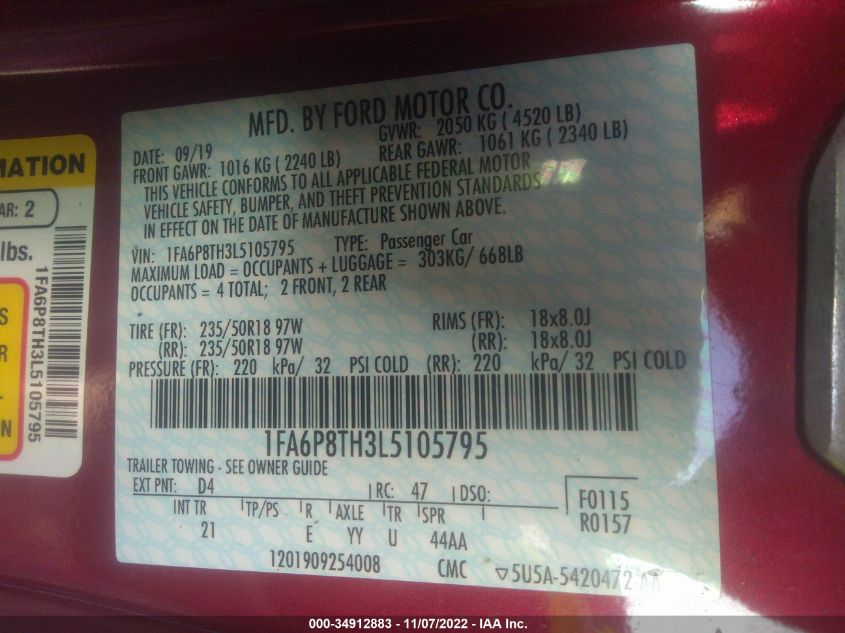 MATION
AR: 2
lbs.
1FA6P8TH3L5105795
S
R
N
MFD. BY FORD MOTOR CO.
DATE: 09/19 GVWR: 2050 KG ( 4520 LB)
FRONT GAWR: 1016 KG ( 2240 LB) REAR GAWR: 1061 KG ( 2340 LB)
THIS VEHICLE CONFORMS TO ALL APPLICABLE FEDERAL MOTOR
VEHICLE SAFETY, BUMPER, AND THEFT PREVENTION STANDARDS
IN EFFECT ON THE DATE OF MANUFACTURE SHOWN ABOVE.
VIN: 1FA6P8TH3L5105795 TYPE: Passenger Car
MAXIMUM LOAD = OCCUPANTS + LUGGAGE = 303KG/ 668LB
OCCUPANTS = 4 TOTAL; 2 FRONT, 2 REAR
TIRE (FR): 235/50R18 97W RIMS (FR): 18x8.0J
(RR): 235/50R18 97W (RR): 18x8.0J
PRESSURE (FR): 220 kPa/ 32 PSI COLD (RR): 220 kPa/ 32 PSI COLD
1FA6P8TH3L5105795
TRAILER TOWING - SEE OWNER GUIDE
EXT PNT: D4 RC: 47 DSO: F0115
INT TR TP/PS R AXLE TR SPR R0157
21 E YY U 44AA
1201909254008 CMC ▽5U5A-5420472-AA
000-34912883 - 11/07/2022 - IAA Inc.